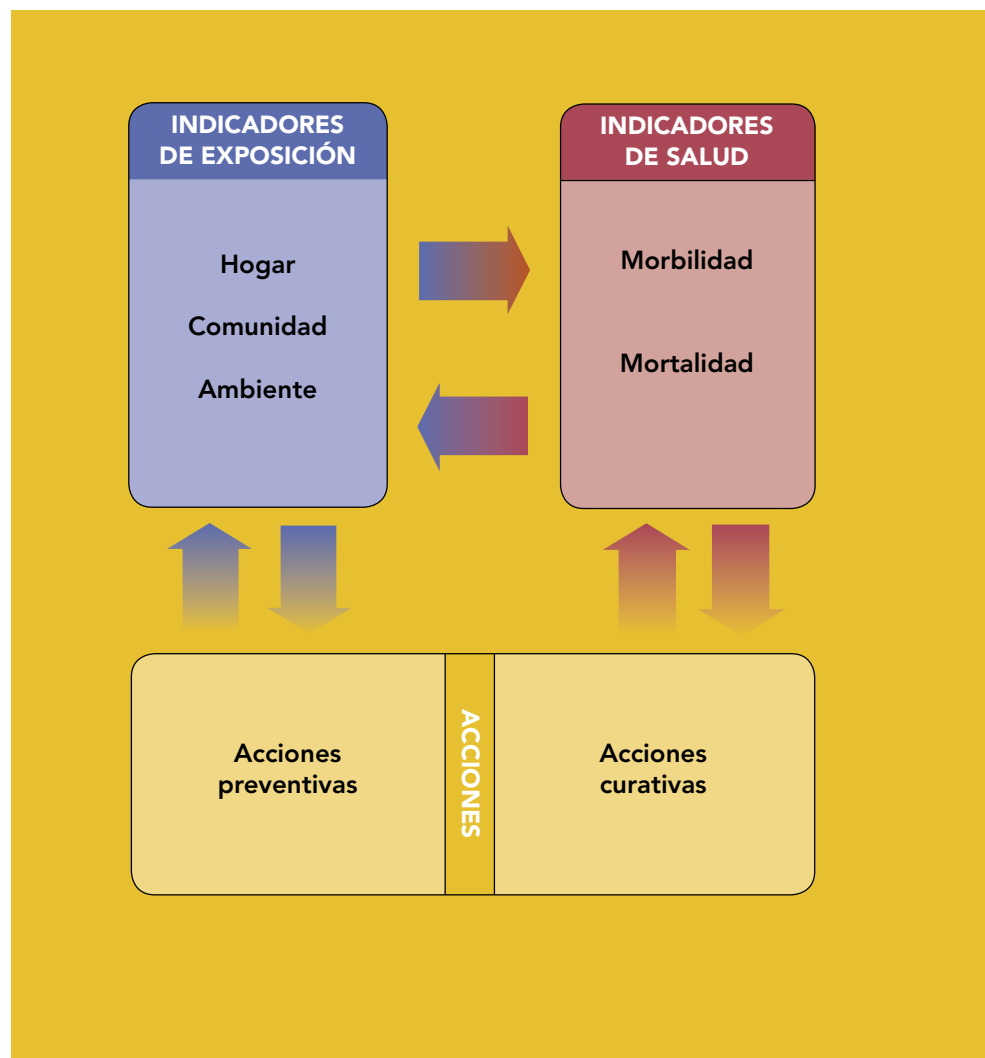 INDICADORES
DE EXPOSICIÓN
Hogar
Comunidad
Ambiente
INDICADORES
DE SALUD
Morbilidad
Mortalidad
Acciones
preventivas
ACCIONES
Acciones
curativas